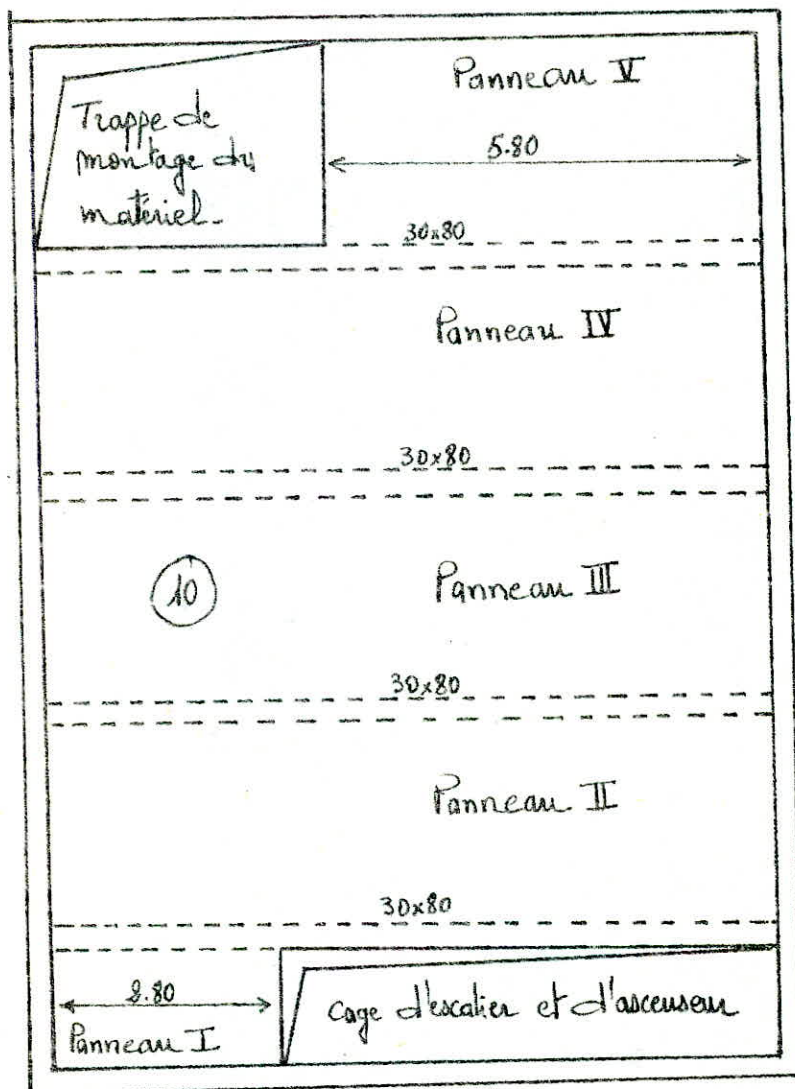 Panneau V
Trappe de
montage du
matériel.
5.80
30x80
Panneau IV
30x80
10
Panneau III
30x80
Panneau II
30x80
2.80
Panneau I
Cage d'escalier et d'ascenseur